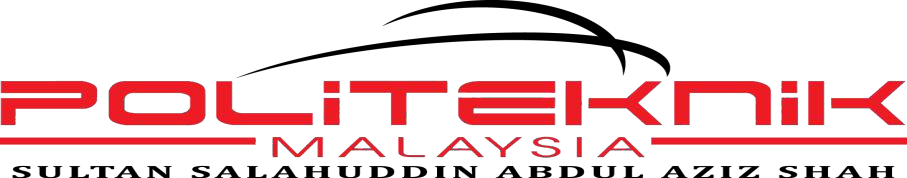 POLiTEKNiK
MALAYSIA
SULTAN SALAHUDDIN ABDUL AZIZ SHAH